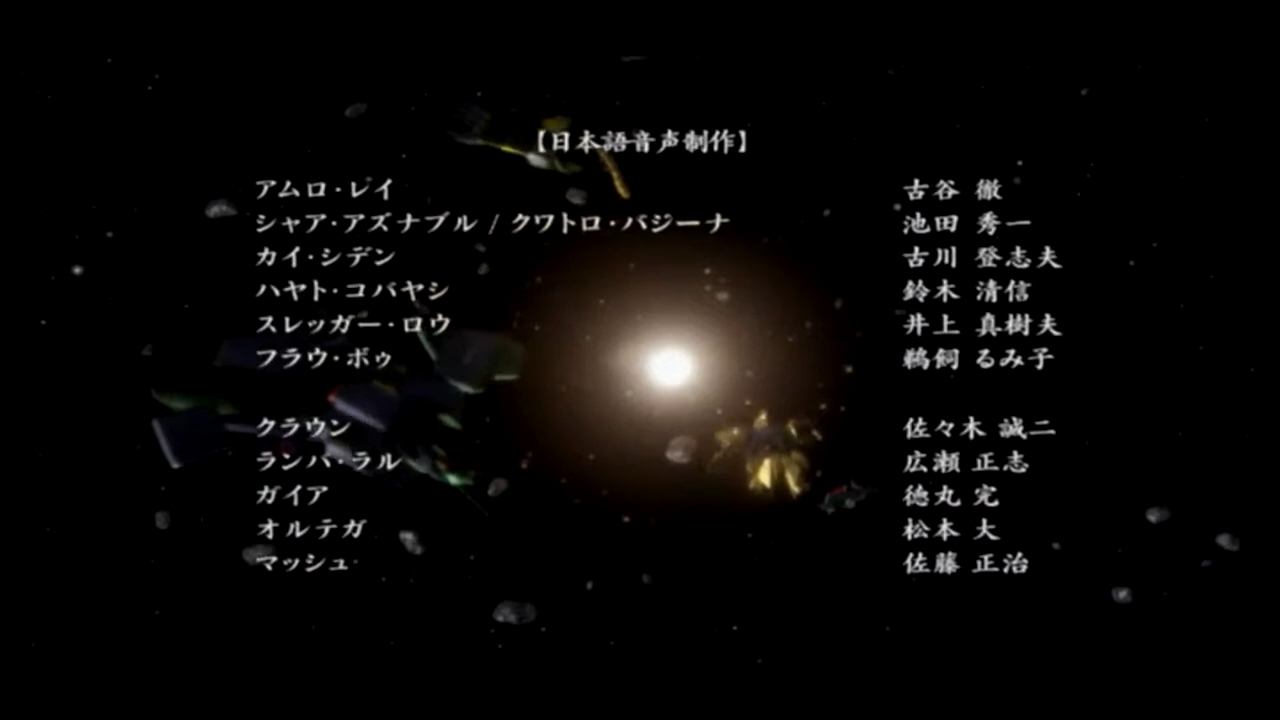 【日本語音声制作】
アムロ・レイ 古谷 徹
シャア・アズナブル / クワトロ・バジーナ 池田 秀一
カイ・シデン 古川 登志夫
ハヤト・コバヤシ 鈴木 清信
スレッガー・ロウ 井上 真樹夫
フラウ・ボゥ 鵜飼 るみ子
クラウン 佐々木 誠二
ランバ・ラル 広瀬 正志
ガイア 徳丸 完
オルテガ 松本 大
マッシュ 佐藤 正治